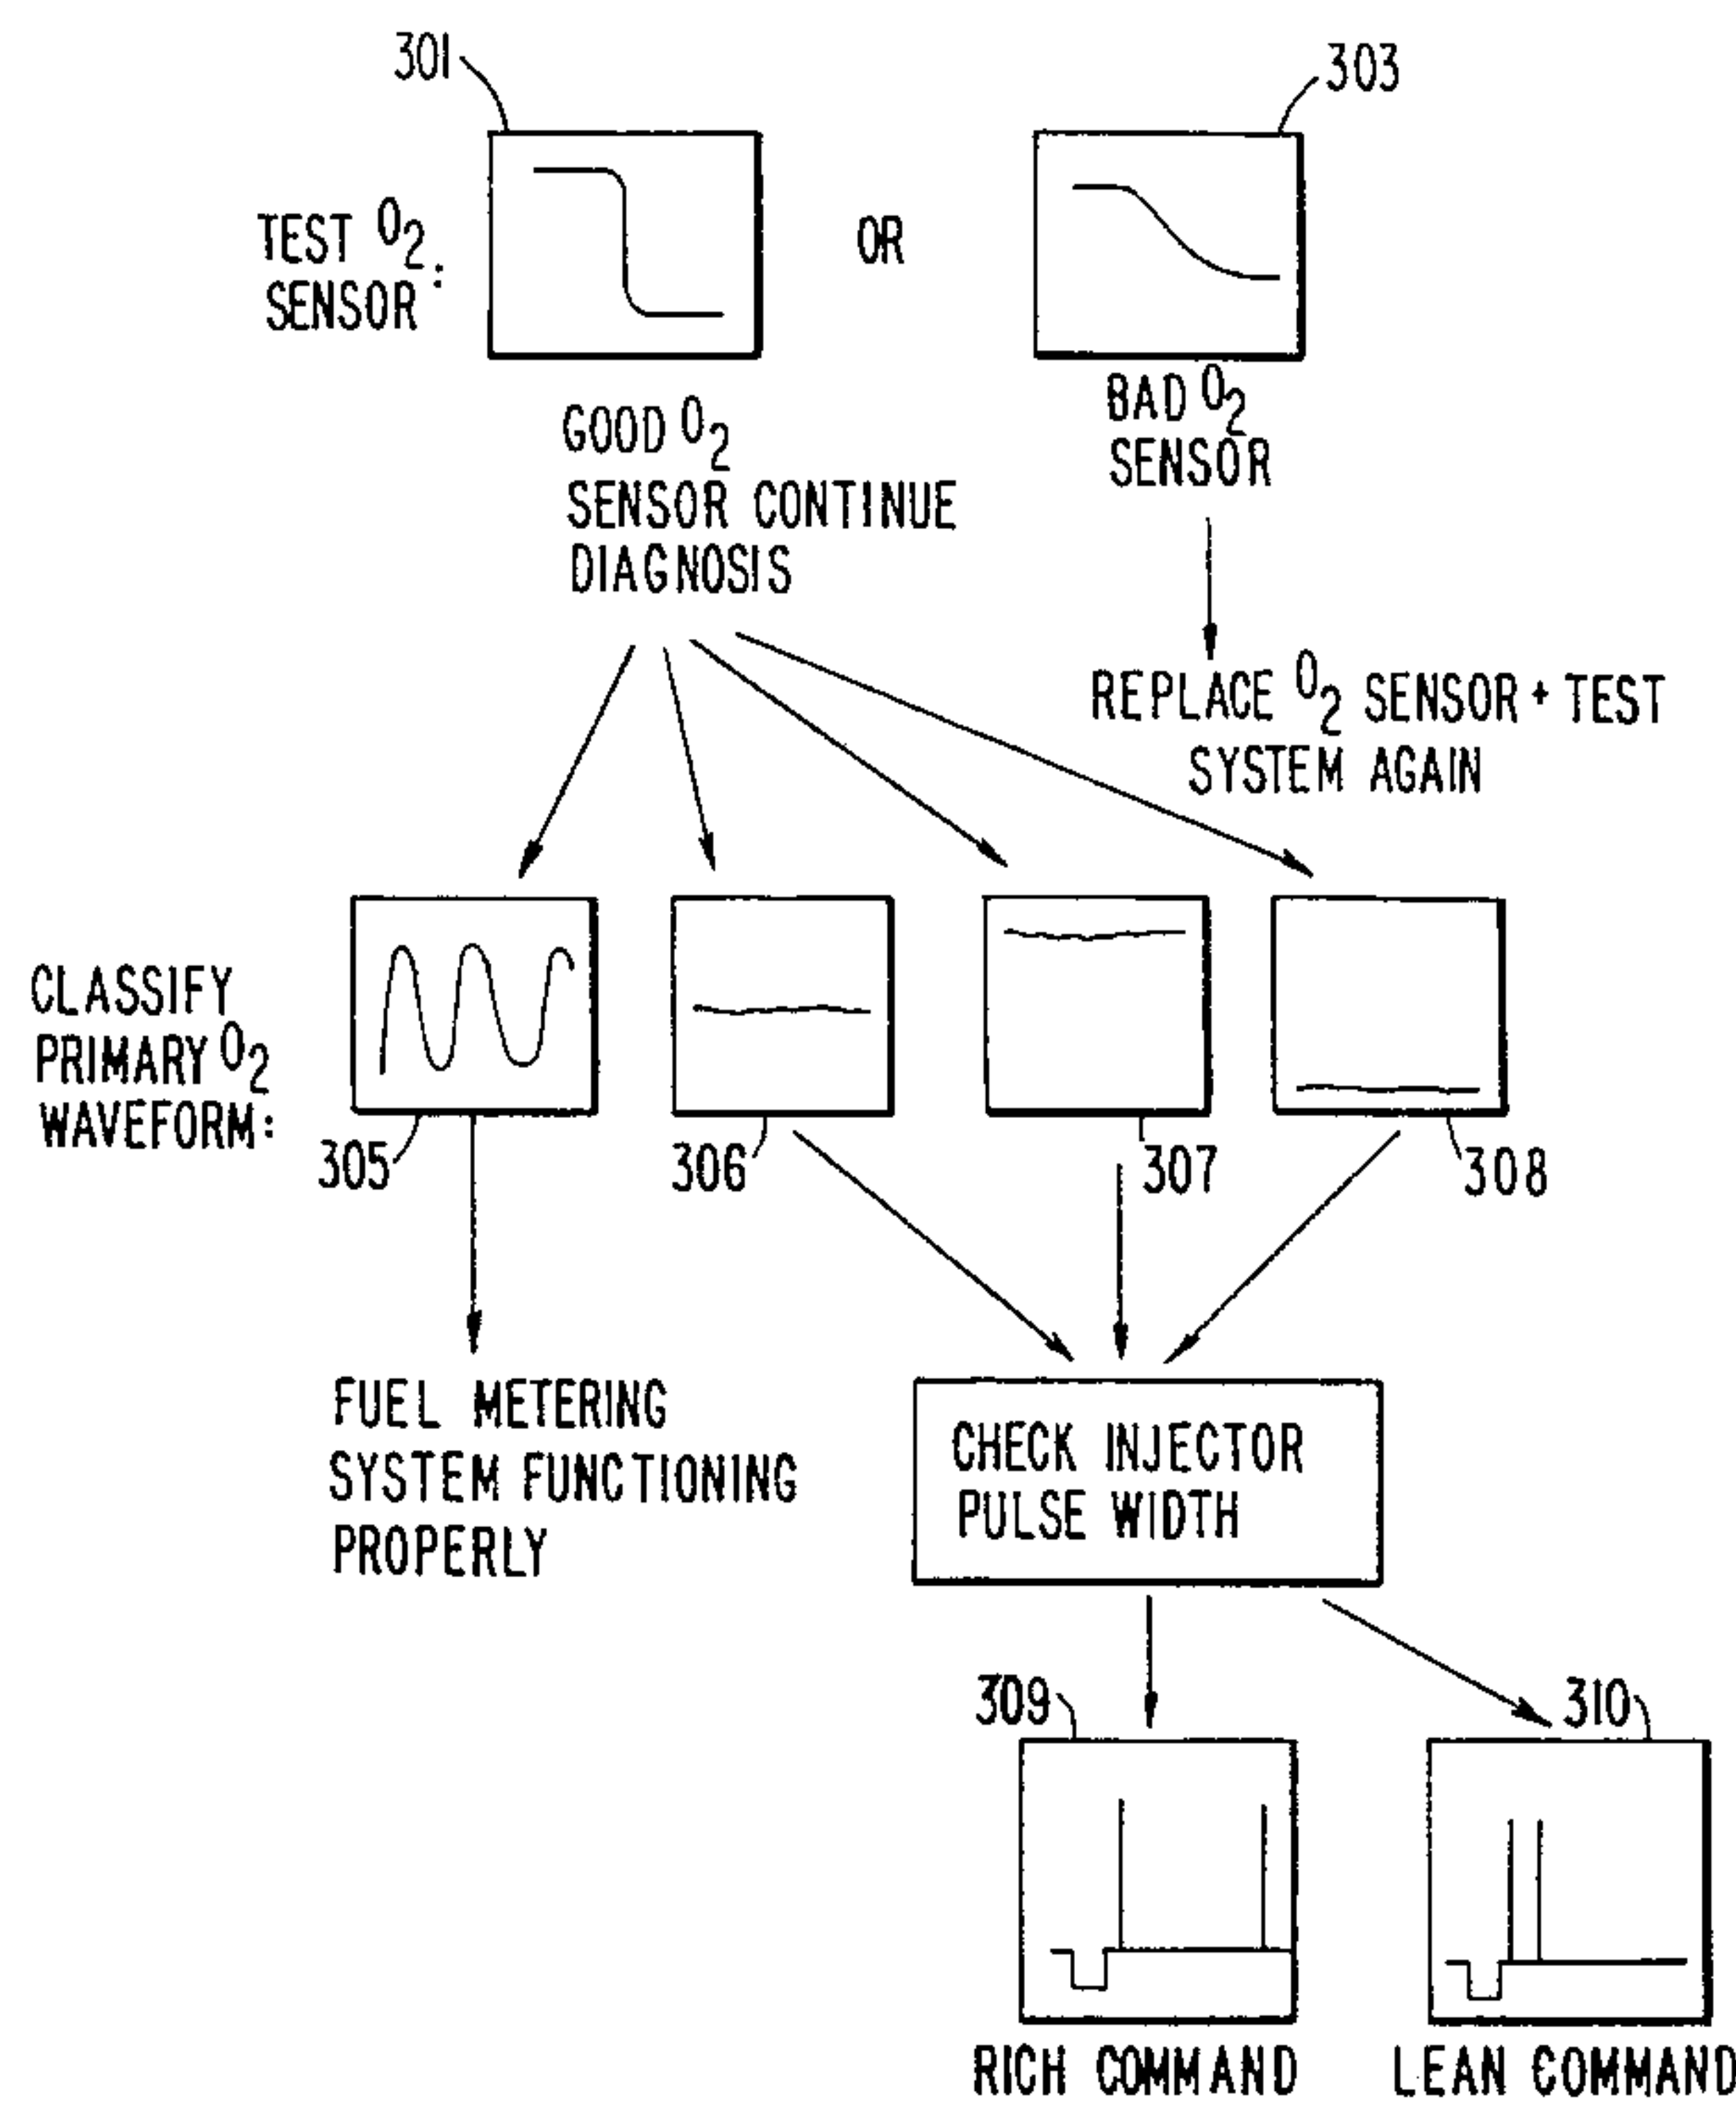 301
303
TEST O2
SENSOR:
OR
GOOD O2
SENSOR CONTINUE
DIAGNOSIS
BAD O2
SENSOR
REPLACE O2 SENSOR + TEST
SYSTEM AGAIN
CLASSIFY
PRIMARY O2
WAVEFORM:
305
306
307
308
FUEL METERING
SYSTEM FUNCTIONING
PROPERLY
CHECK INJECTOR
PULSE WIDTH
309
310
RICH COMMAND
LEAN COMMAND